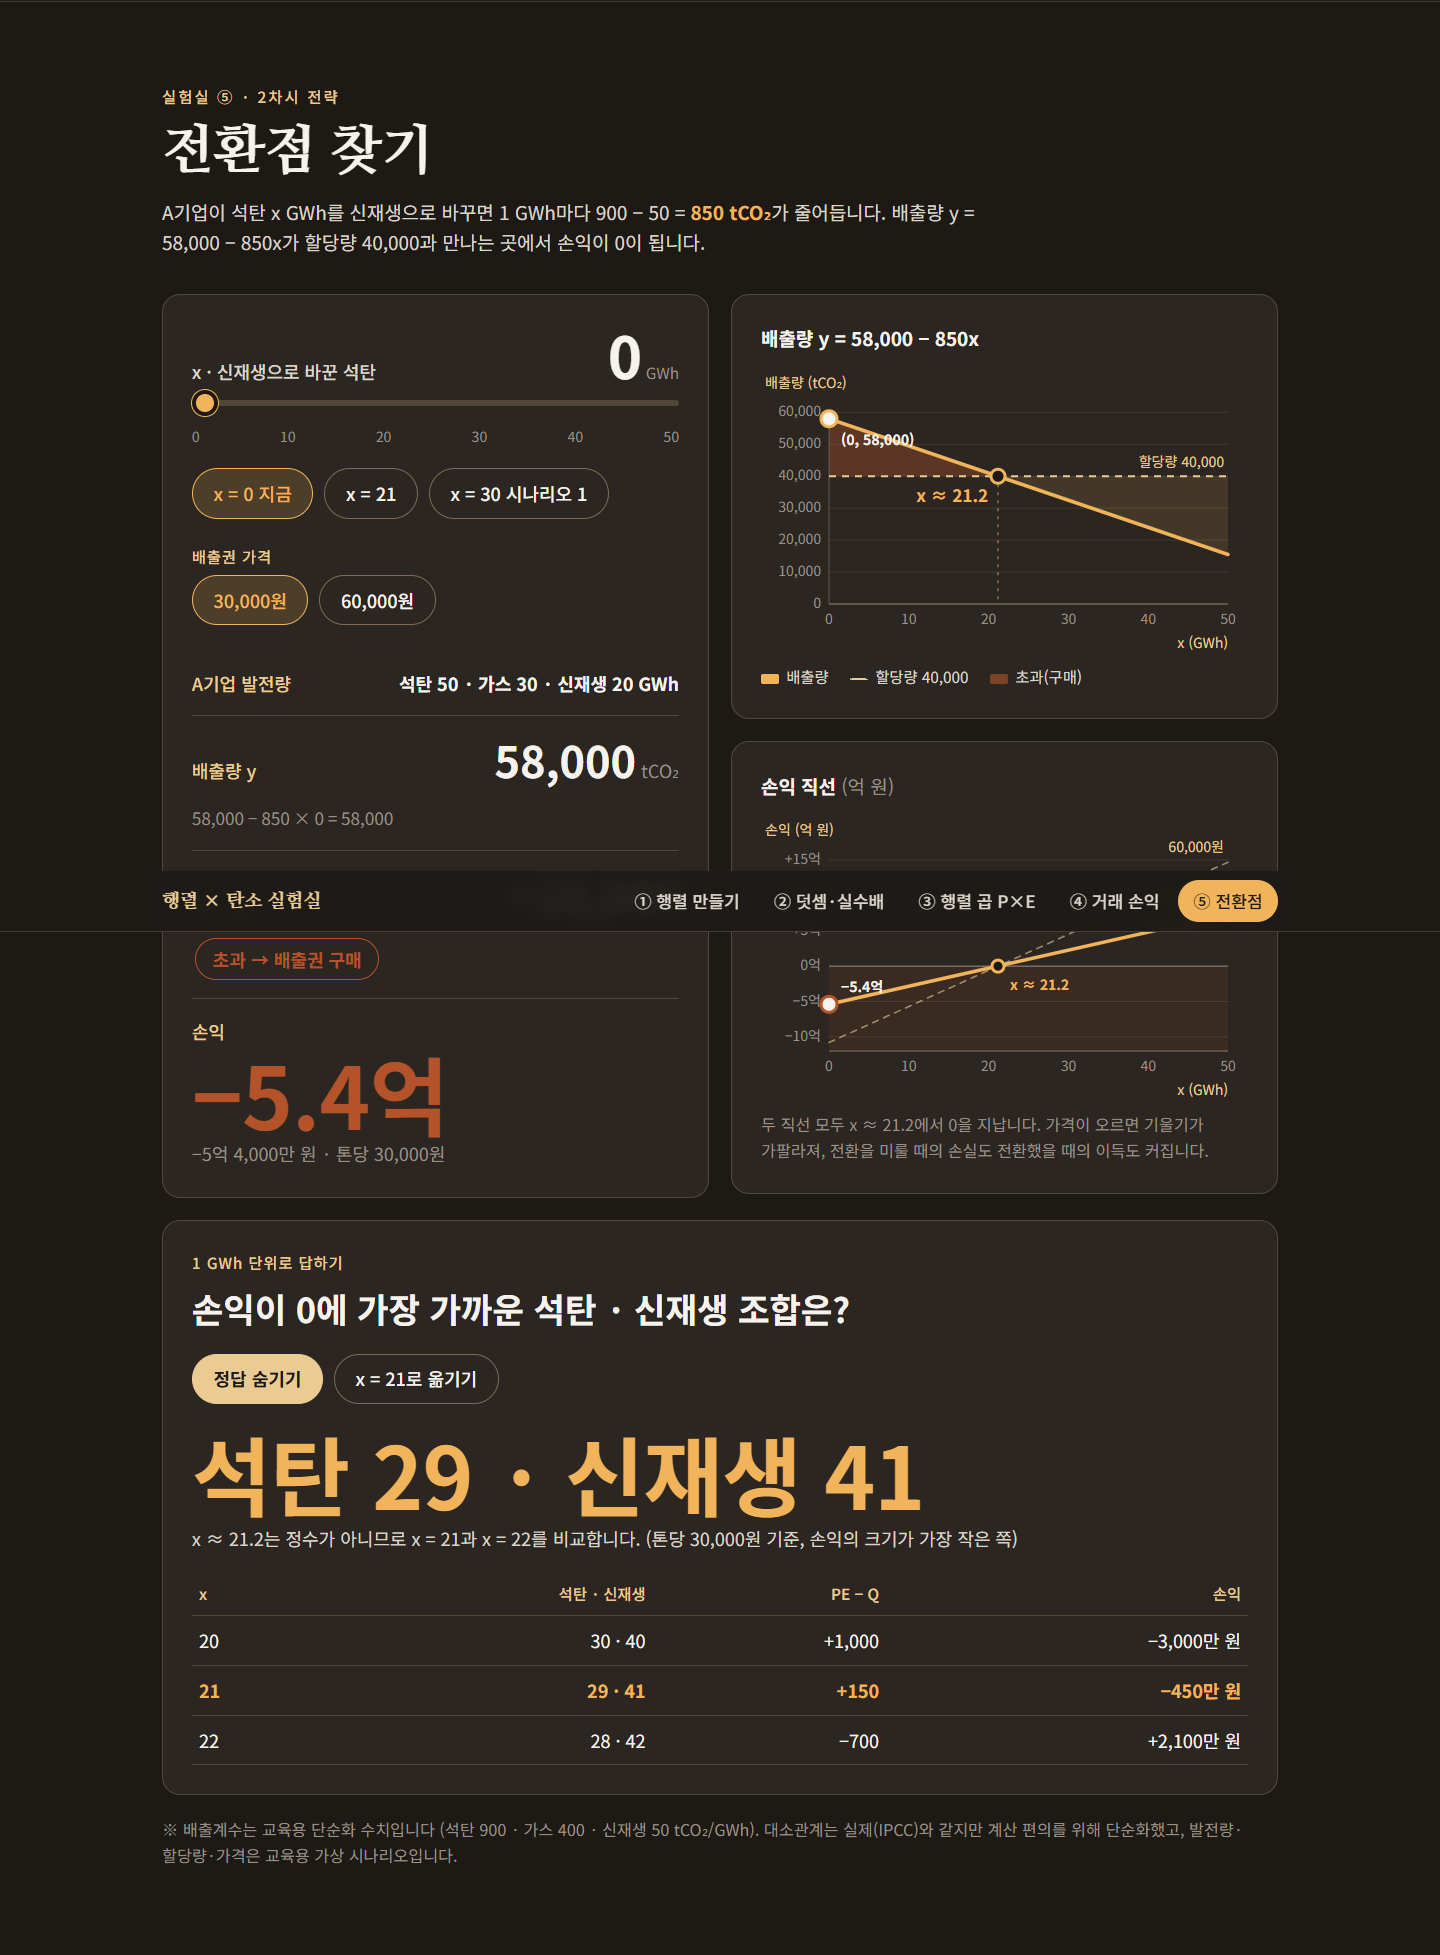 실험실 ⑤ · 2차시 전략
전환점 찾기
A기업이 석탄 x GWh를 신재생으로 바꾸면 1 GWh마다 900 − 50 = 850 tCO₂가 줄어듭니다. 배출량 y =
58,000 − 850x가 할당량 40,000과 만나는 곳에서 손익이 0이 됩니다.
x · 신재생으로 바꾼 석탄
0 GWh
0 10 20 30 40 50
x = 0 지금
x = 21
x = 30 시나리오 1
배출권 가격
30,000원
60,000원
A기업 발전량
석탄 50 · 가스 30 · 신재생 20 GWh
배출량 y
58,000 tCO₂
58,000 − 850 × 0 = 58,000
배출량 y = 58,000 − 850x
배출량 (tCO₂)
60,000
(0, 58,000)
50,000
할당량 40,000
40,000
x ≈ 21.2
30,000
20,000
10,000
0
0 10 20 30 40 50
x (GWh)
배출량
할당량 40,000
초과(구매)
손익 직선 (억 원)
손익 (억 원)
60,000원
+15억
행렬 × 탄소 실험실
① 행렬 만들기
② 덧셈·실수배
③ 행렬 곱 P×E
④ 거래 손익
⑤ 전환점
초과 → 배출권 구매
손익
−5.4억
−5억 4,000만 원 · 톤당 30,000원
0억
−5.4억
x ≈ 21.2
−5억
−10억
0 10 20 30 40 50
x (GWh)
두 직선 모두 x ≈ 21.2에서 0을 지납니다. 가격이 오르면 기울기가
가팔라져, 전환을 미룰 때의 손실도 전환했을 때의 이득도 커집니다.
1 GWh 단위로 답하기
손익이 0에 가장 가까운 석탄 · 신재생 조합은?
정답 숨기기
x = 21로 옮기기
석탄 29 · 신재생 41
x ≈ 21.2는 정수가 아니므로 x = 21과 x = 22를 비교합니다. (톤당 30,000원 기준, 손익의 크기가 가장 작은 쪽)
x 석탄 · 신재생 PE − Q 손익
20 30 · 40 +1,000 −3,000만 원
21 29 · 41 +150 −450만 원
22 28 · 42 −700 +2,100만 원
※ 배출계수는 교육용 단순화 수치입니다 (석탄 900 · 가스 400 · 신재생 50 tCO₂/GWh). 대소관계는 실제(IPCC)와 같지만 계산 편의를 위해 단순화했고, 발전량·
할당량·가격은 교육용 가상 시나리오입니다.